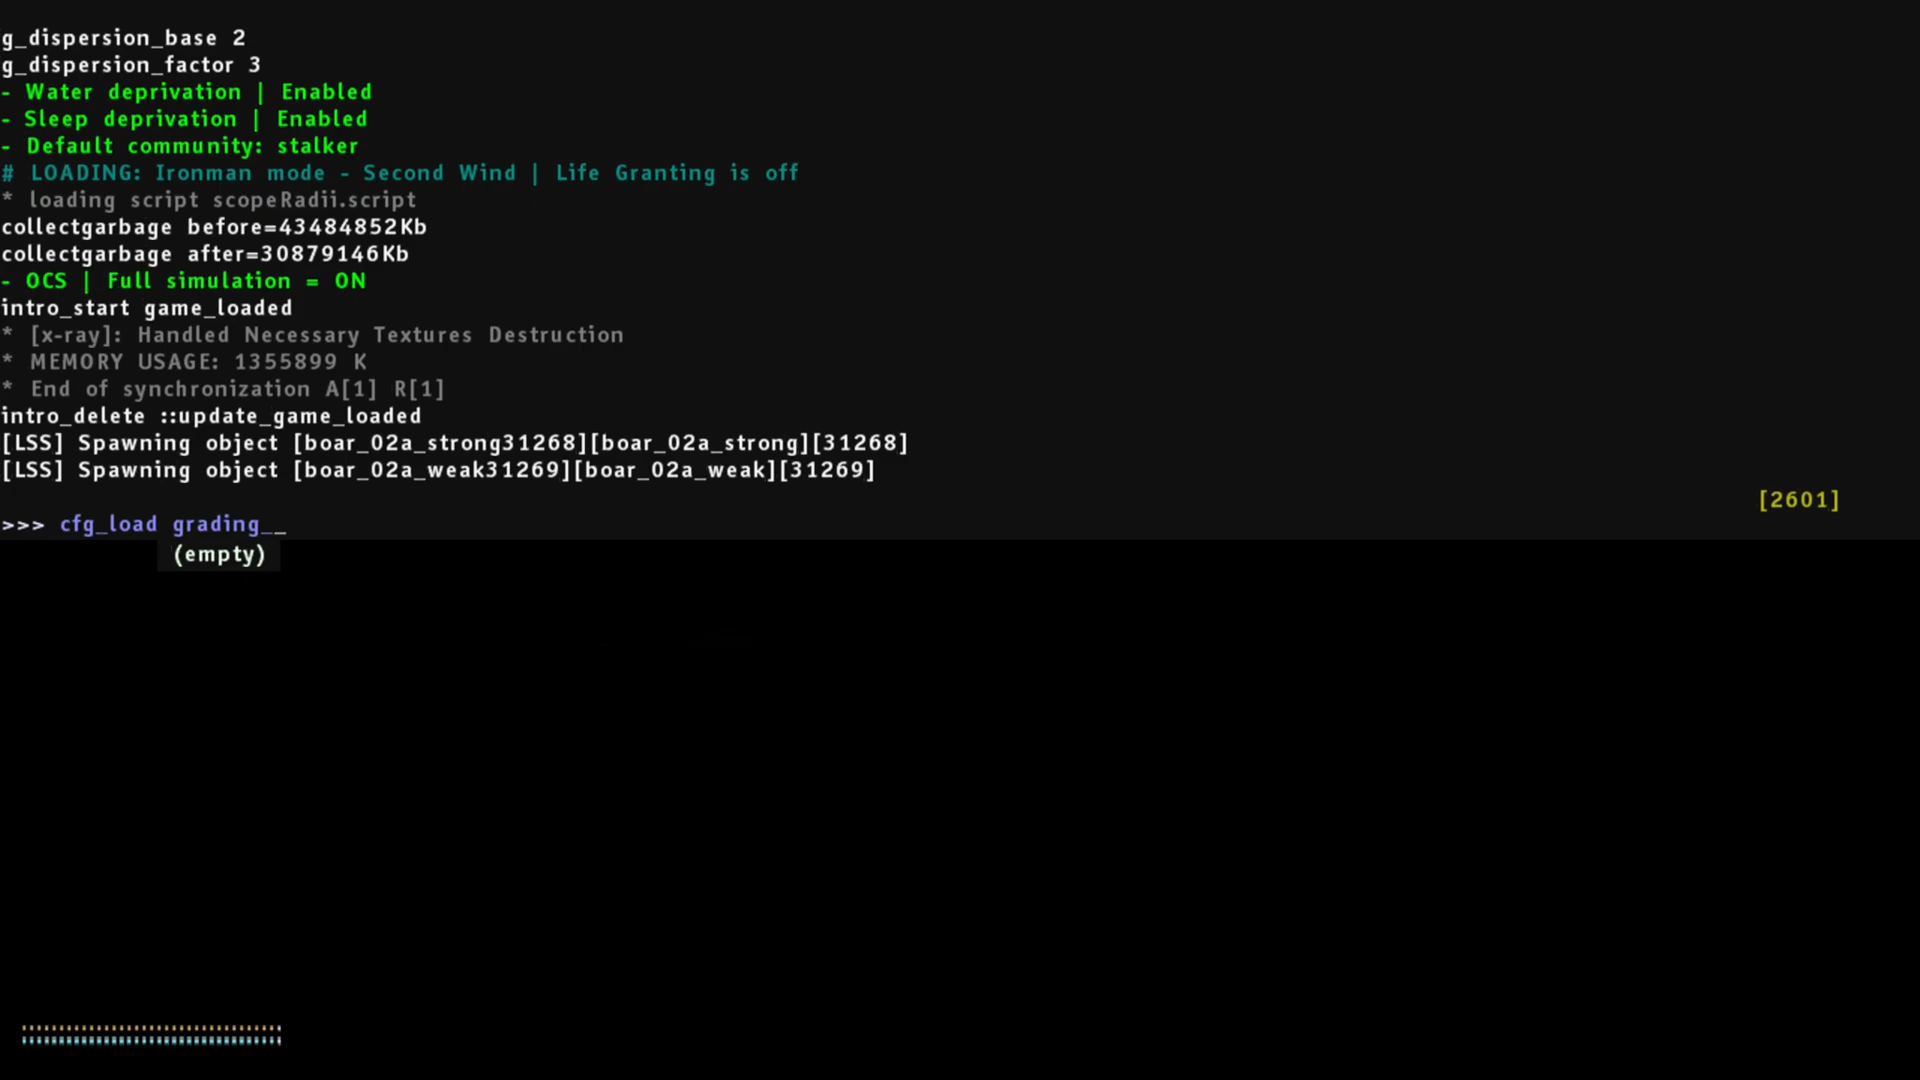 g_dispersion_base 2
g_dispersion_factor 3
- Water deprivation | Enabled
- Sleep deprivation | Enabled
- Default community: stalker
# LOADING: Ironman mode - Second Wind | Life Granting is off
* loading script scopeRadii.script
collectgarbage before=43484852Kb
collectgarbage after=30879146Kb
- OCS | Full simulation = ON
intro_start game_loaded
* [x-ray]: Handled Necessary Textures Destruction
* MEMORY USAGE: 1355899 K
* End of synchronization A[1] R[1]
intro_delete ::update_game_loaded
[LSS] Spawning object [boar_02a_strong31268][boar_02a_strong][31268]
[LSS] Spawning object [boar_02a_weak31269][boar_02a_weak][31269]
[2601]
>>> cfg_load grading__
(empty)